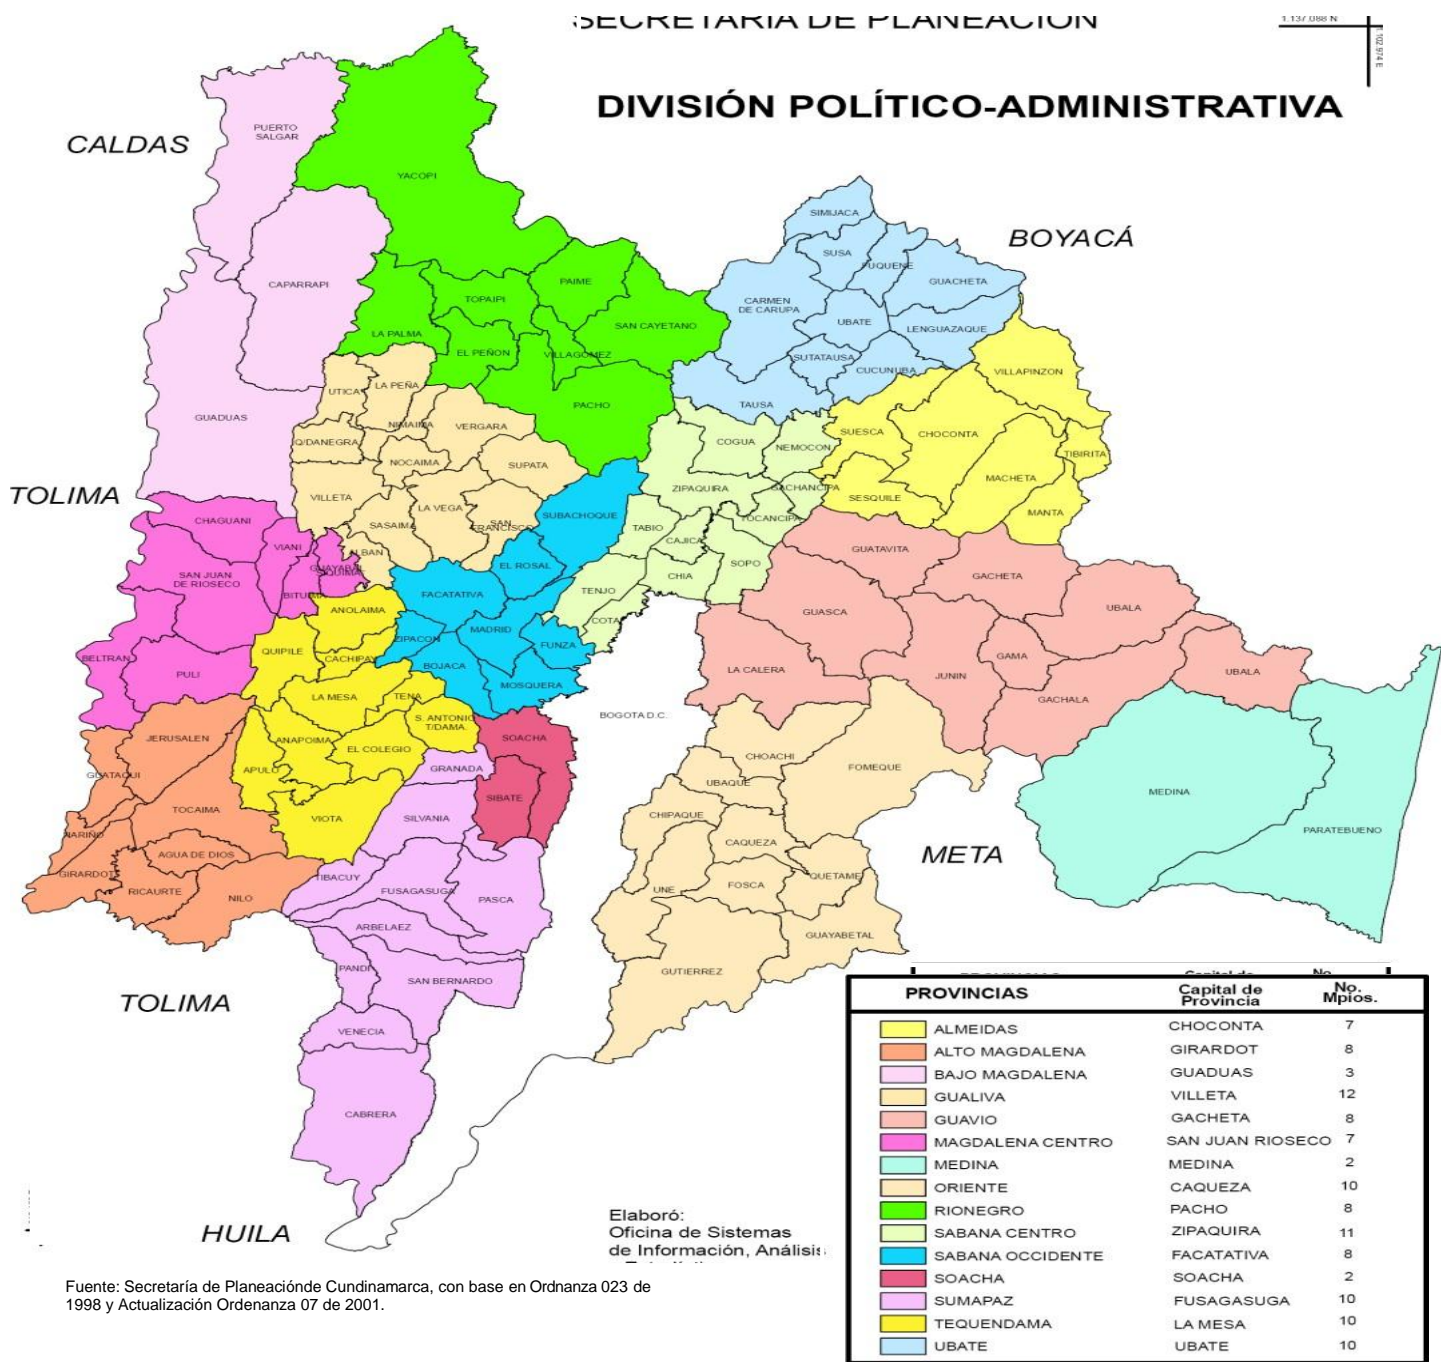 SECRETARIA DE PLANEACIÓN
1.137.088 N
1.102.974 E
DIVISIÓN POLÍTICO-ADMINISTRATIVA
CALDAS
BOYACÁ
TOLIMA
META
TOLIMA
HUILA
PUERTO
SALGAR
YACOPI
CAPARRAPI
GUADUAS
LA PALMA
TOPAIPI
PAIME
SAN CAYETANO
EL PEÑON
VILLAGOMEZ
PACHO
SIMIJACA
SUSA
FUQUENE
GUACHETA
CARMEN
DE CARUPA
UBATE
LENGUAZAQUE
SUTATAUSA
CUCUNUBA
TAUSA
VILLAPINZON
SUESCA
CHOCONTA
TIBIRITA
MACHETA
SESQUILE
MANTA
UTICA
LA PEÑA
NIMAIMA
VERGARA
Q/DANEGRA
NOCAIMA
SUPATA
VILLETA
LA VEGA
SASAIMA
SAN
FRANCISCO
ALBAN
COGUA
NEMOCON
ZIPAQUIRA
GACHANCIPA
TOCANCIPA
TABIO
CAJICA
SOPO
CHIA
TENJO
COTA
SUBACHOQUE
EL ROSAL
FACATATIVA
ZIPACON
MADRID
FUNZA
BOJACA
MOSQUERA
CHAGUANI
VIANI
GUAYABAL
SIQUIMA
SAN JUAN
DE RIOSECO
BITUIMA
BELTRAN
PULI
ANOLAIMA
QUIPILE
CACHIPAY
LA MESA
TENA
S. ANTONIO
T/DAMA.
ANAPOIMA
EL COLEGIO
APULO
VIOTA
GUATAVITA
GACHETA
UBALA
GUASCA
GAMA
UBALA
LA CALERA
JUNIN
GACHALA
BOGOTA D.C.
JERUSALEN
GUATAQUI
TOCAIMA
NARIÑO
AGUA DE DIOS
GIRARDOT
RICAURTE
NILO
SOACHA
SIBATE
GRANADA
SILVANIA
TIBACUY
FUSAGASUGA
PASCA
ARBELAEZ
PANDI
SAN BERNARDO
VENECIA
CABRERA
CHOACHI
FOMEQUE
UBAQUE
CHIPAQUE
CAQUEZA
UNE
FOSCA
QUETAME
GUAYABETAL
GUTIERREZ
MEDINA
PARATEBUENO
PROVINCIAS Capital de Provincia No. Mpios.
ALMEIDAS CHOCONTA 7
ALTO MAGDALENA GIRARDOT 8
BAJO MAGDALENA GUADUAS 3
GUALIVA VILLETA 12
GUAVIO GACHETA 8
MAGDALENA CENTRO SAN JUAN RIOSECO 7
MEDINA MEDINA 2
ORIENTE CAQUEZA 10
RIONEGRO PACHO 8
SABANA CENTRO ZIPAQUIRA 11
SABANA OCCIDENTE FACATATIVA 8
SOACHA SOACHA 2
SUMAPAZ FUSAGASUGA 10
TEQUENDAMA LA MESA 10
UBATE UBATE 10
Elaboró:
Oficina de Sistemas
de Información, Análisis
Fuente: Secretaría de Planeaciónde Cundinamarca, con base en Ordnanza 023 de
1998 y Actualización Ordenanza 07 de 2001.